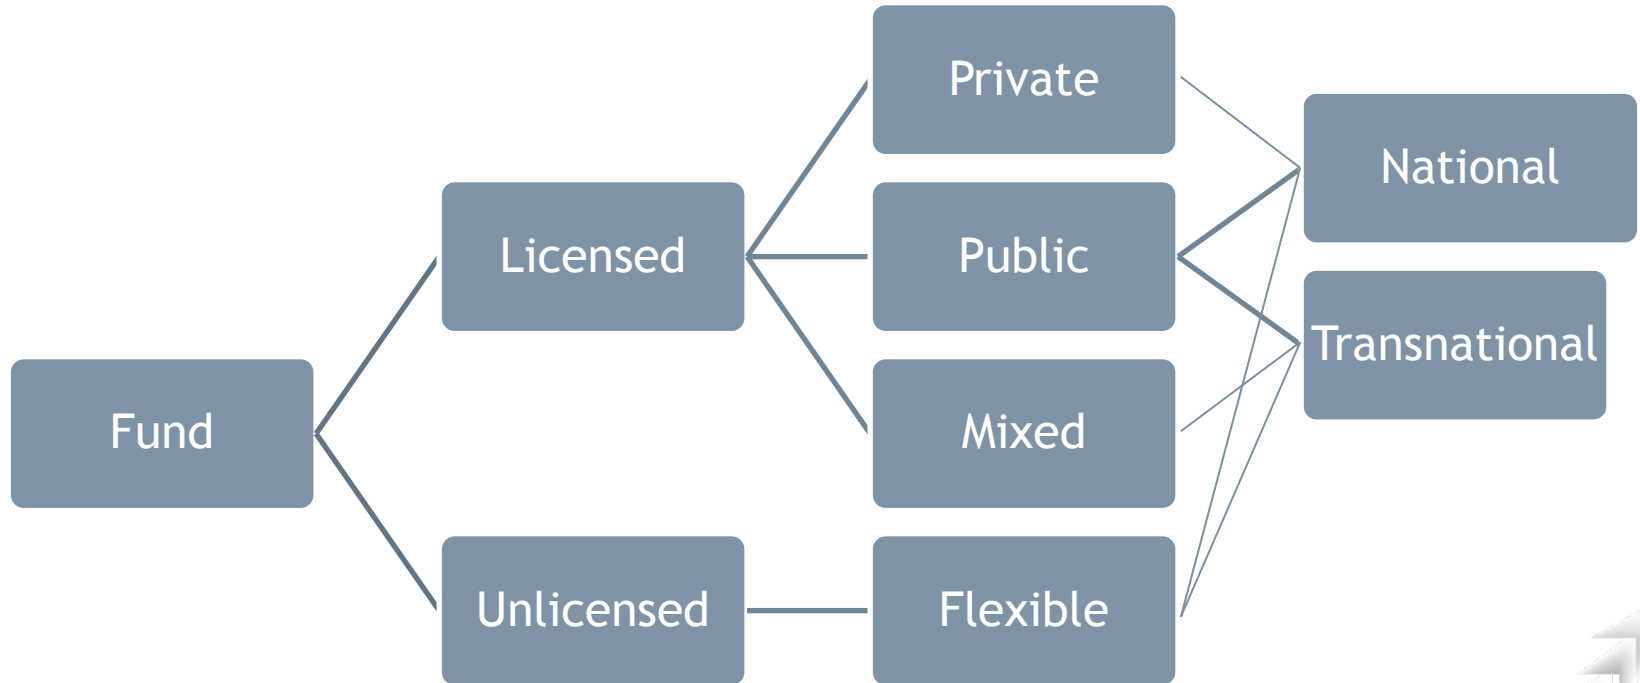 Fund
Licensed
Unlicensed
Private
Public
Mixed
Flexible
National
Transnational